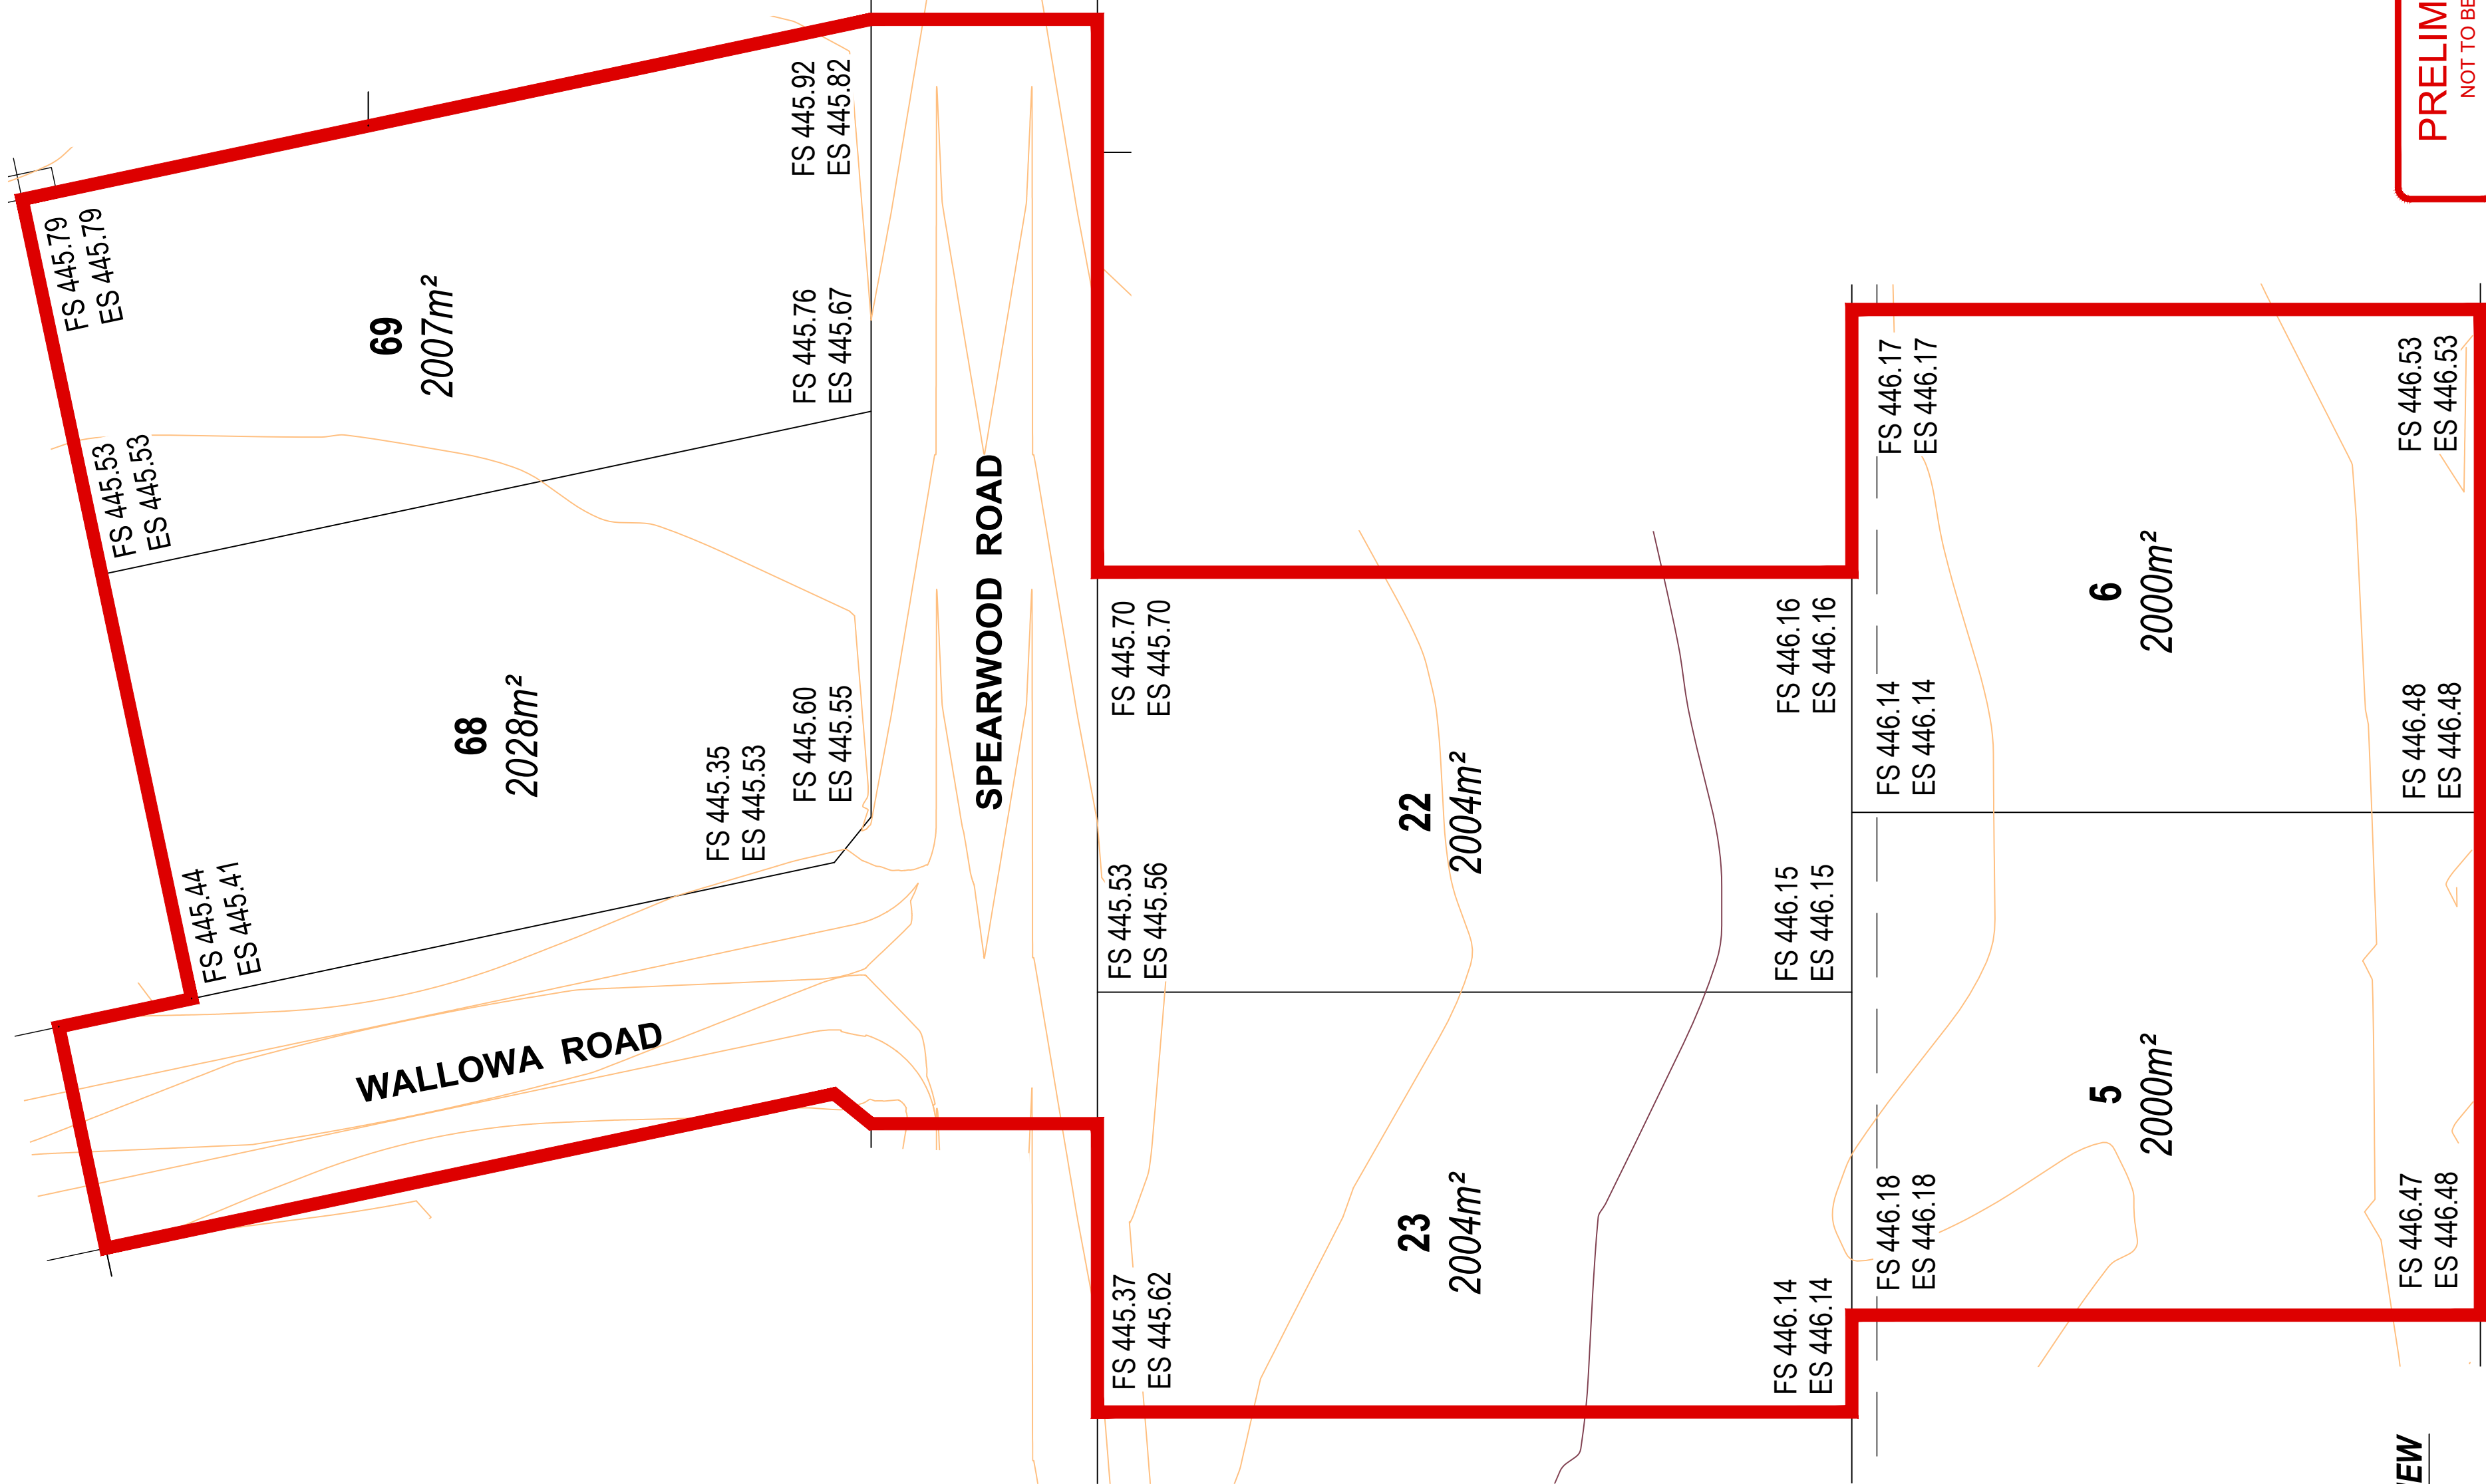 PRELIM
NOT TO BE
FS 445.79
ES 445.79
FS 445.92
ES 445.82
69
2007m²
FS 445.76
ES 445.67
FS 445.53
ES 445.53
68
2028m²
FS 445.35
ES 445.53
FS 445.60
ES 445.55
FS 445.44
ES 445.41
SPEARWOOD ROAD
WALLOWA ROAD
FS 445.70
ES 445.70
22
2004m²
FS 446.16
ES 446.16
FS 445.53
ES 445.56
FS 446.15
ES 446.15
23
2004m²
FS 445.37
ES 445.62
FS 446.14
ES 446.14
FS 446.17
ES 446.17
FS 446.53
ES 446.53
6
2000m²
FS 446.14
ES 446.14
FS 446.48
ES 446.48
5
2000m²
FS 446.18
ES 446.18
FS 446.47
ES 446.48
EW